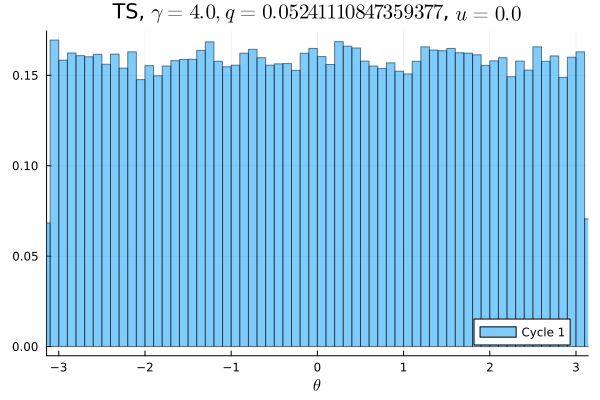 TS, γ = 4.0, q = 0.05241110847359377, u = 0.0
0.15
0.10
0.05
0.00
Cycle 1
−3 −2 −1 0 1 2 3
θ